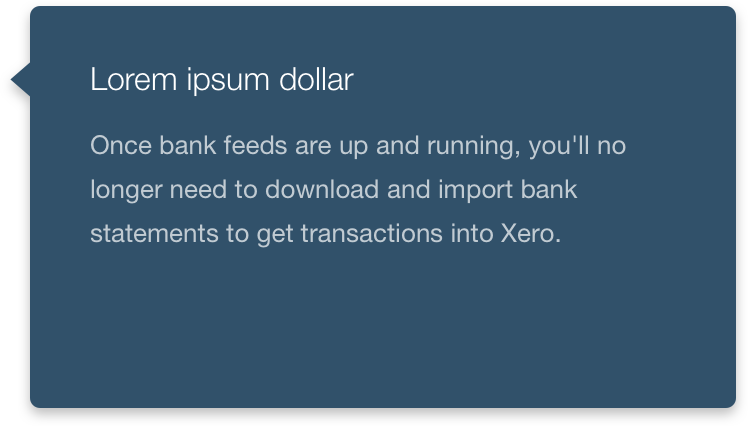 Lorem ipsum dollar
Once bank feeds are up and running, you'll no
longer need to download and import bank
statements to get transactions into Xero.